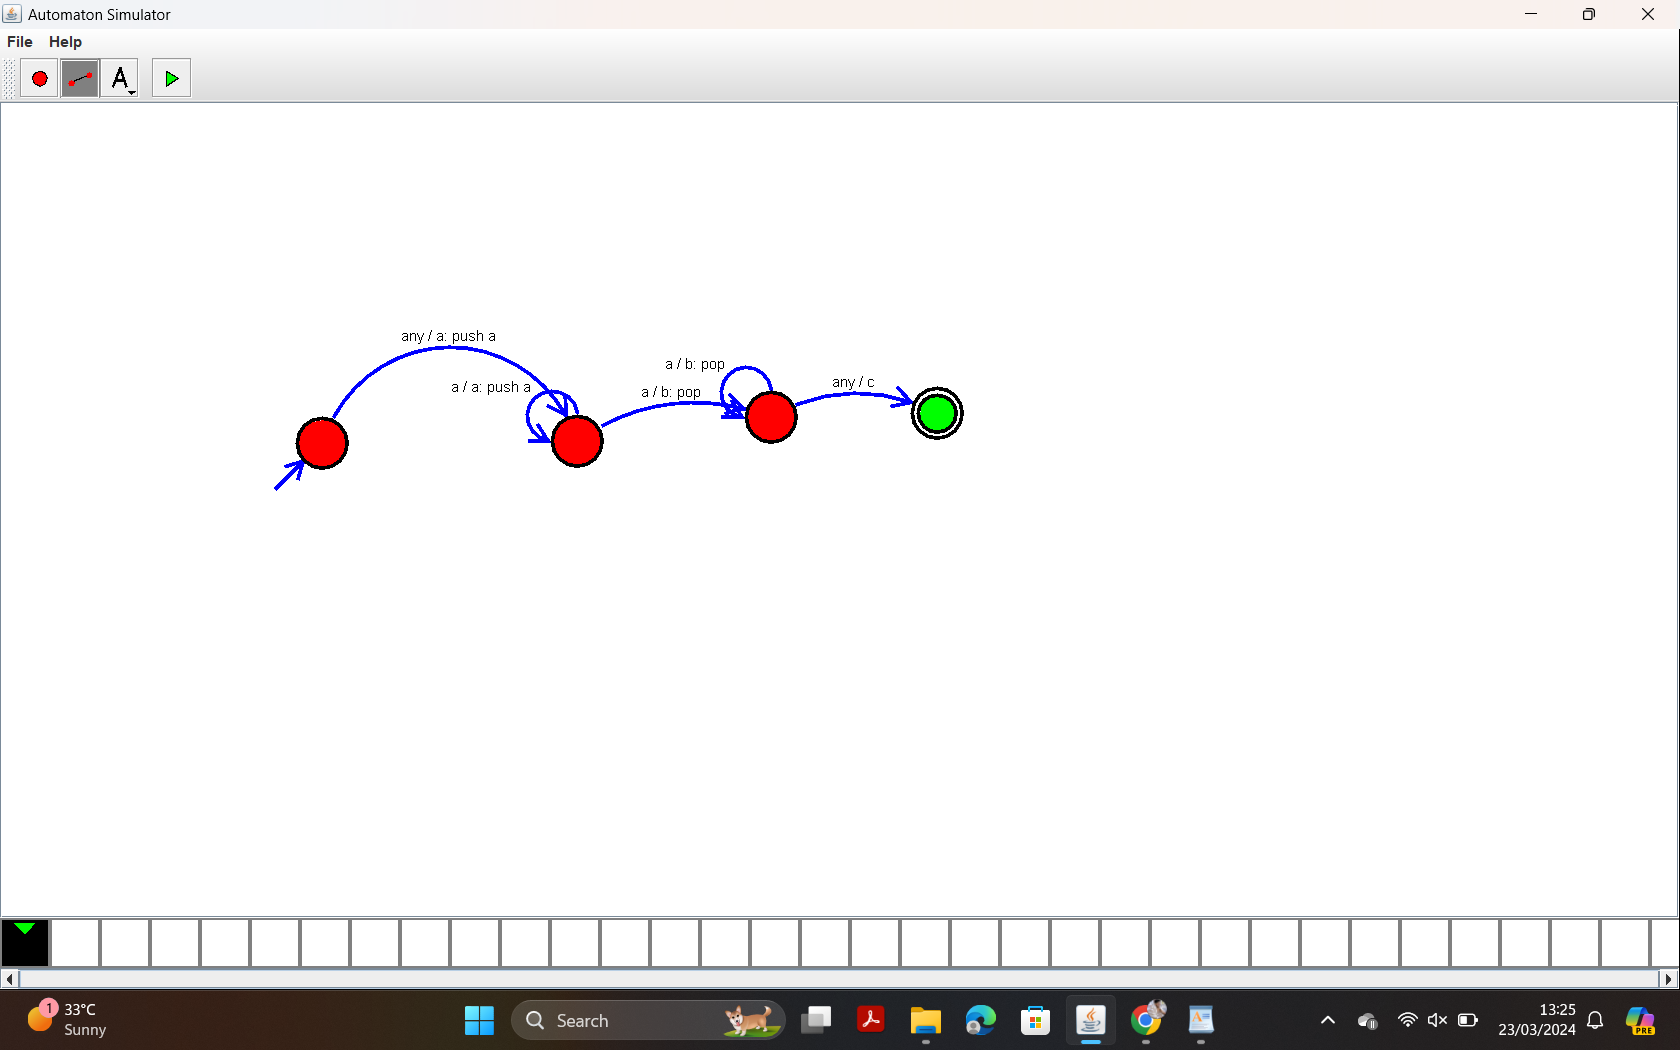 Automaton Simulator
File Help
A
any / a: push a
a / a: push a
a / b: pop
a / b: pop
any / c
1
33°C
Sunny
Search
13:25
23/03/2024
PRE